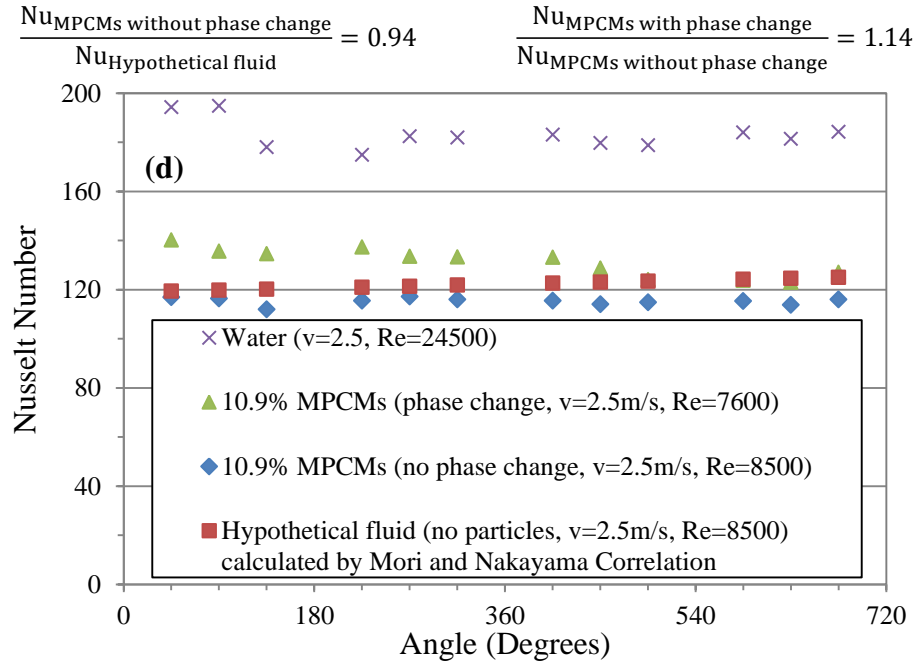 Nu_MPCMs without phase change / Nu_Hypothetical fluid = 0.94
Nu_MPCMs with phase change / Nu_MPCMs without phase change = 1.14
200
160
120
80
40
0
Nusselt Number
(d)
Water (v=2.5, Re=24500)
10.9% MPCMs (phase change, v=2.5m/s, Re=7600)
10.9% MPCMs (no phase change, v=2.5m/s, Re=8500)
Hypothetical fluid (no particles, v=2.5m/s, Re=8500)
calculated by Mori and Nakayama Correlation
0 180 360 540 720
Angle (Degrees)